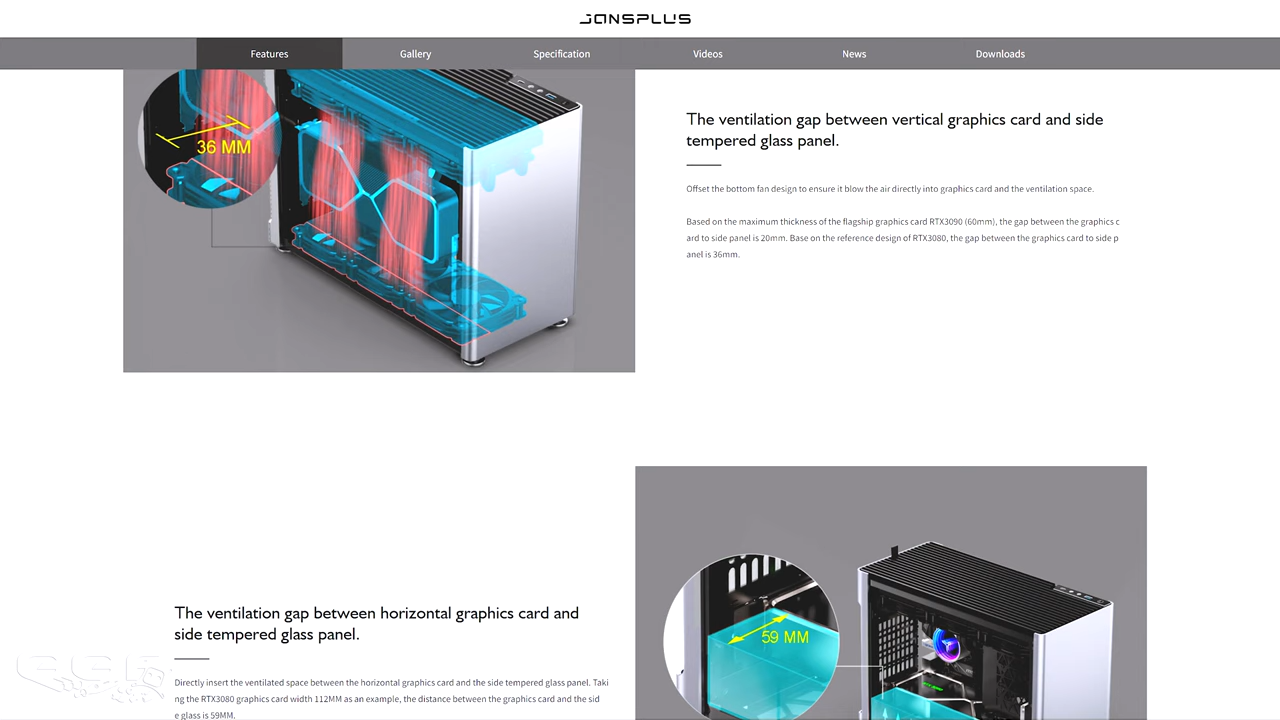 JONSPLUS
Features
Gallery
Specification
Videos
News
Downloads
36 MM
The ventilation gap between vertical graphics card and side
tempered glass panel.
Offset the bottom fan design to ensure it blow the air directly into graphics card and the ventilation space.
Based on the maximum thickness of the flagship graphics card RTX3090 (60mm), the gap between the graphics c
ard to side panel is 20mm. Base on the reference design of RTX3080, the gap between the graphics card to side p
anel is 36mm.
59 MM
The ventilation gap between horizontal graphics card and
side tempered glass panel.
Directly insert the ventilated space between the horizontal graphics card and the side tempered glass panel. Taki
ng the RTX3080 graphics card width 112MM as an example, the distance between the graphics card and the sid
e glass is 59MM.